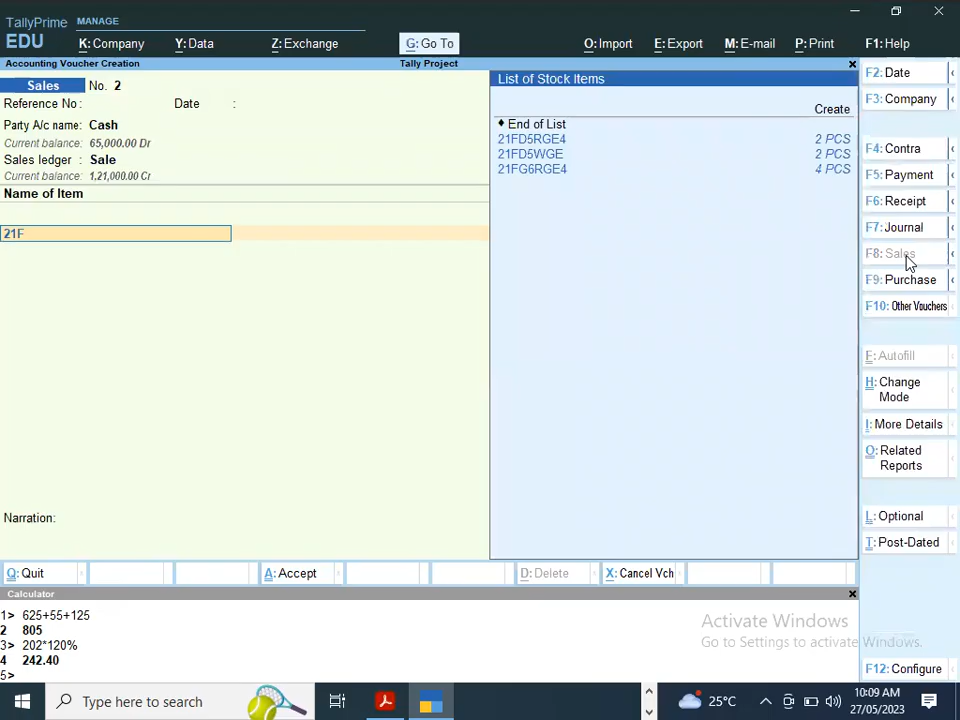 TallyPrime
EDU
MANAGE
K: Company
Y: Data
Z: Exchange
G: Go To
O: Import
E: Export
M: E-mail
P: Print
F1: Help
Accounting Voucher Creation
Tally Project
Sales No. 2
Reference No :
Date :
Party A/c name: Cash
Current balance: 65,000.00 Dr
Sales ledger : Sale
Current balance: 1,21,000.00 Cr
Name of Item
21F
List of Stock Items
Create
End of List
21FD5RGE4 2 PCS
21FD5WGE 2 PCS
21FG6RGE4 4 PCS
F2: Date
F3: Company
F4: Contra
F5: Payment
F6: Receipt
F7: Journal
F8: Sales
F9: Purchase
F10: Other Vouchers
F: Autofill
H: Change
Mode
I: More Details
O: Related
Reports
L: Optional
T: Post-Dated
F12: Configure
Narration:
Q: Quit
A: Accept
D: Delete
X: Cancel Vch
Calculator
1> 625+55+125
2 805
3> 202*120%
4 242.40
5>
Activate Windows
Go to Settings to activate Windows.
Type here to search
25°C
10:09 AM
27/05/2023